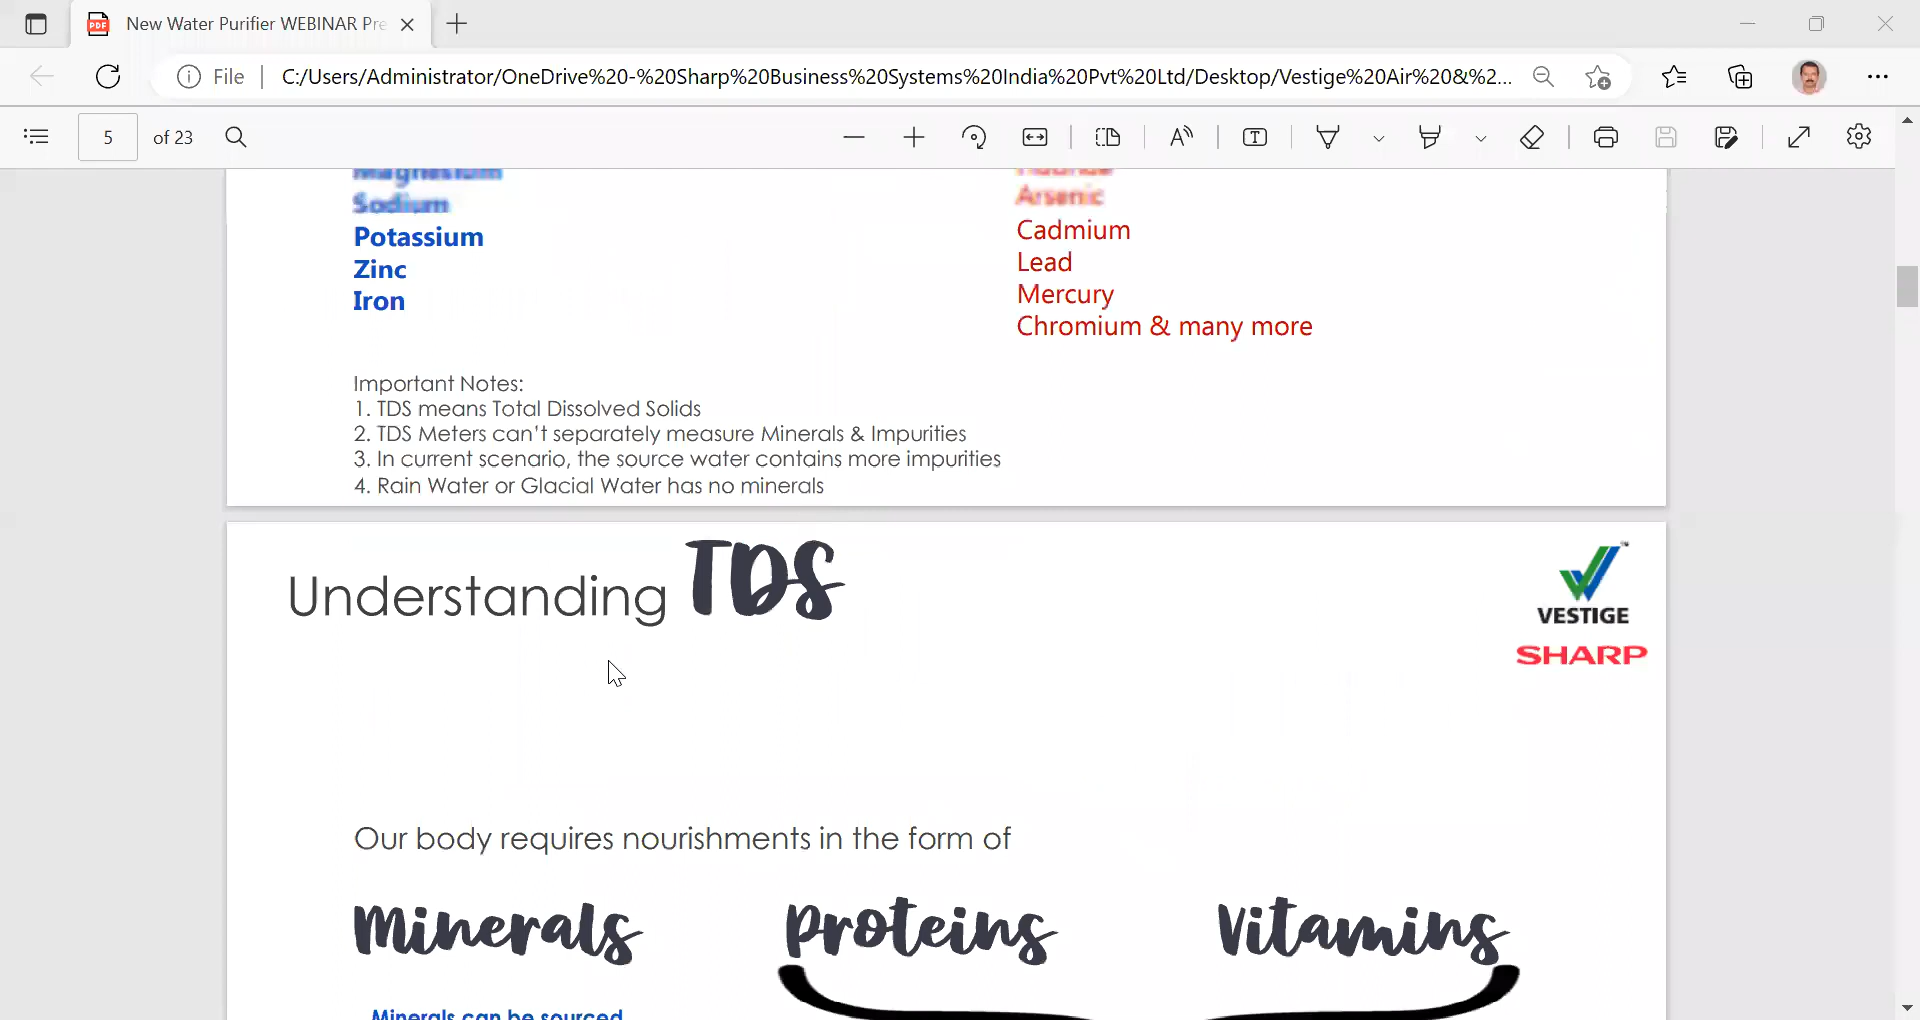 New Water Purifier WEBINAR Pre
File
C:/Users/Administrator/OneDrive%20-%20Sharp%20Business%20Systems%20India%20Pvt%20Ltd/Desktop/Vestige%20Air%20&%2...
5 of 23
Magnesium
Sodium
Potassium
Zinc
Iron
Arsenic
Cadmium
Lead
Mercury
Chromium & many more
Important Notes:
1. TDS means Total Dissolved Solids
2. TDS Meters can't separately measure Minerals & Impurities
3. In current scenario, the source water contains more impurities
4. Rain Water or Glacial Water has no minerals
Understanding TDS
VESTIGE
SHARP
Our body requires nourishments in the form of
Minerals Proteins Vitamins
Minerals can be sourced